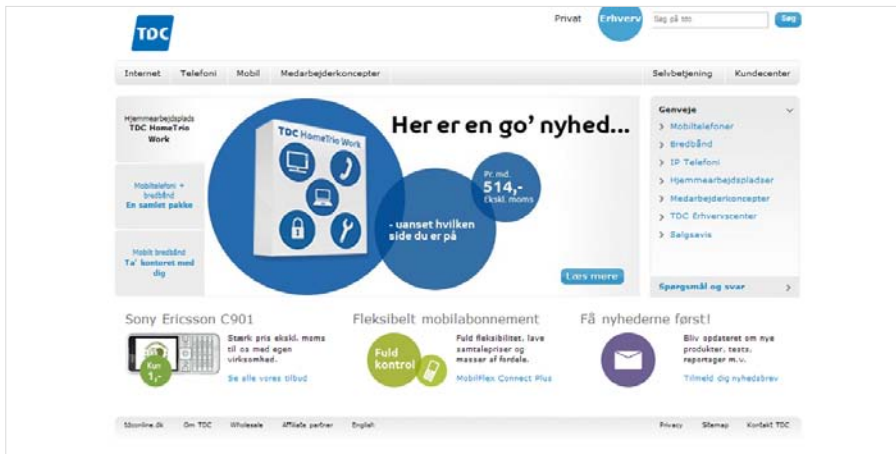 TDC
Privat
Erhverv
Søg på tdc
Søg
Internet Telefoni Mobil Medarbejderkoncepter
Selvbetjening Kundecenter
Hjemmearbejdsplads
TDC HomeTrio
Work
Mobiltelefoni +
bredbånd
En samlet pakke
Mobilt bredbånd
Ta' kontoret med
dig
TDC HomeTrio Work
Her er en go' nyhed...
Pr. md.
514,-
Ekskl. moms
- uanset hvilken
side du er på
Læs mere
Genveje
Mobiltelefoner
Bredbånd
IP Telefoni
Hjemmearbejdspladser
Medarbejderkoncepter
TDC Erhvervscenter
Salgsavis
Spørgsmål og svar
Sony Ericsson C901
Kun
1,-
Stærk pris ekskl. moms
til os med egen
virksomhed.
Se alle vores tilbud
Fleksibelt mobilabonnement
Fuld
kontrol
Fuld fleksibilitet, lave
samtalepriser og
masser af fordele.
MobilFlex Connect Plus
Få nyhederne først!
Bliv opdateret om nye
produkter, tests,
reportager m.v.
Tilmeld dig nyhedsbrev
tdconline.dk Om TDC Wholesale Affiliate partner English
Privacy Sitemap Kontakt TDC